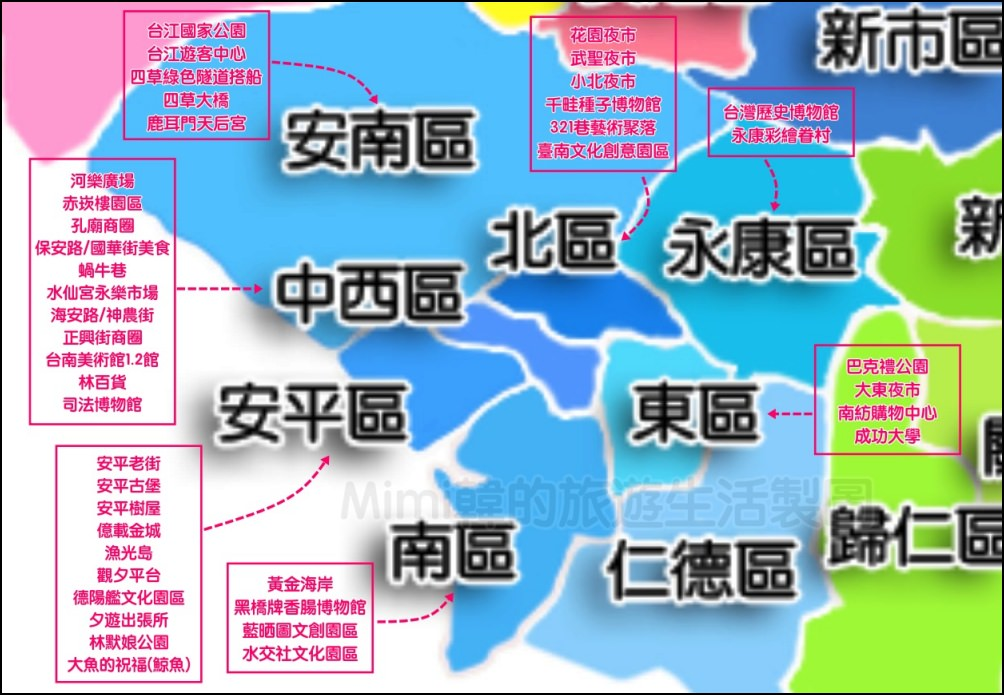 台江國家公園
台江遊客中心
四草綠色隧道搭船
四草大橋
鹿耳門天后宮
花園夜市
武聖夜市
小北夜市
千畦種子博物館
321巷藝術聚落
臺南文化創意園區
新市區
台灣歷史博物館
永康彩繪眷村
安南區
河樂廣場
赤崁樓園區
孔廟商圈
保安路/國華街美食
蝸牛巷
水仙宮永樂市場
海安路/神農街
正興街商圈
台南美術館1.2館
林百貨
司法博物館
北區
永康區
新
中西區
安平區
東區
巴克禮公園
大東夜市
南紡購物中心
成功大學
安平老街
安平古堡
安平樹屋
億載金城
漁光島
觀夕平台
德陽艦文化園區
夕遊出張所
林默娘公園
大魚的祝福(鯨魚)
Mimi韓的旅遊生活製圖
南區
仁德區
歸仁區
黃金海岸
黑橋牌香腸博物館
藍晒圖文創園區
水交社文化園區